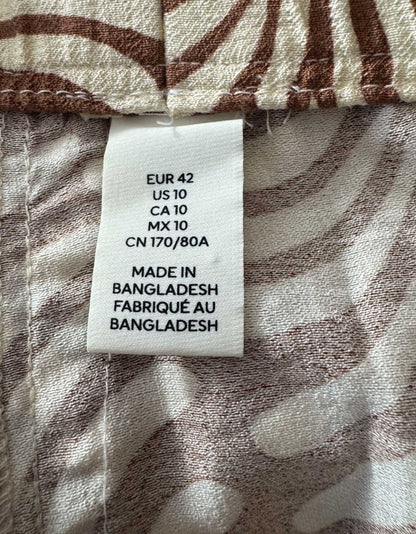 EUR 42
US 10
CA 10
MX 10
CN 170/80A
MADE IN
BANGLADESH
FABRIQUÉ AU
BANGLADESH